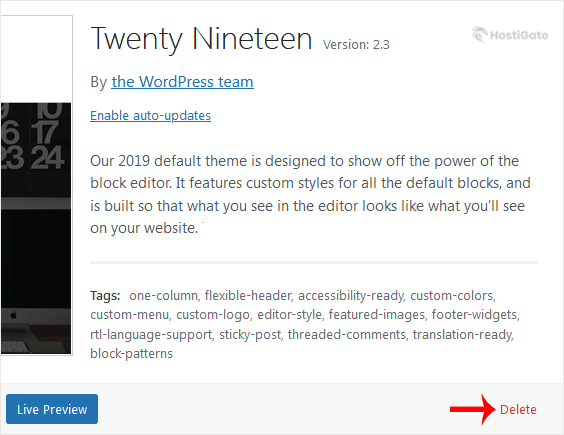 Twenty Nineteen Version: 2.3
HostiGate
By the WordPress team
Enable auto-updates
10
6 17
23 24
Our 2019 default theme is designed to show off the power of the
block editor. It features custom styles for all the default blocks, and
is built so that what you see in the editor looks like what you’ll see
on your website.
Tags: one-column, flexible-header, accessibility-ready, custom-colors,
custom-menu, custom-logo, editor-style, featured-images, footer-widgets,
rtl-language-support, sticky-post, threaded-comments, translation-ready,
block-patterns
Live Preview
Delete